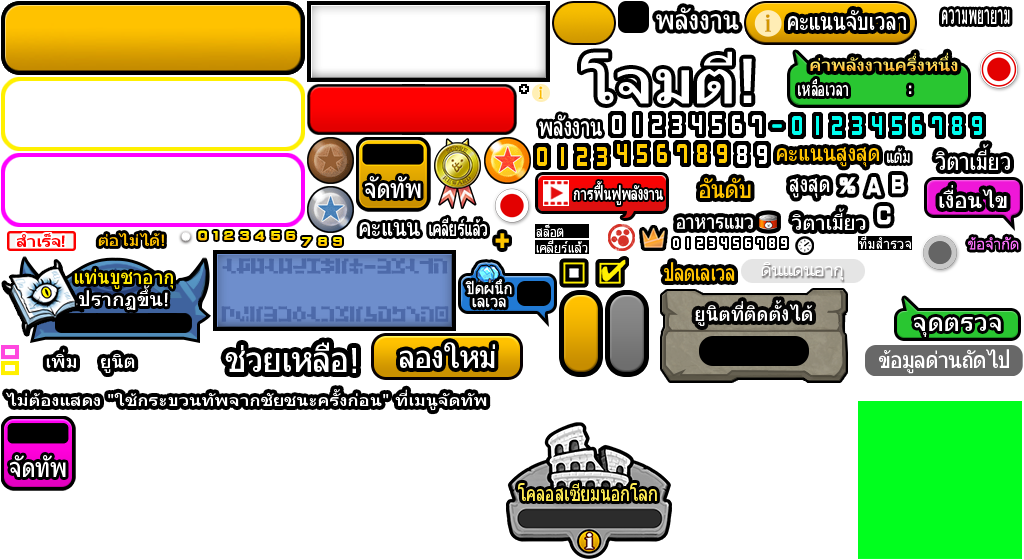 พลังงาน
คะแนนจับเวลา
ความพยายาม
โจมตี!
ค่าพลังงานครึ่งหนึ่ง
เหลือเวลา :
พลังงาน 01234567-0123456789
012345678989
คะแนนสูงสุด แต้ม
วิตาเมี้ยว
จัดทัพ
การฟื้นฟูพลังงาน
อันดับ
สูงสุด % A B
เงื่อนไข
คะแนน เคลียร์แล้ว
อาหารแมว
วิตาเมี้ยว C
สำเร็จ!
ต่อไม่ได้!
0123456
789
สล็อต
เคลียร์แล้ว
0123456789
ทีมสำรวจ
ข้อจำกัด
แท่นบูชาอากุ
ปรากฏขึ้น!
ปิดผนึก
เลเวล
ปลดเลเวล
ดินแดนอากุ
ยูนิตที่ติดตั้งได้
จุดตรวจ
เพิ่ม ยูนิต
ช่วยเหลือ!
ลองใหม่
ข้อมูลด่านถัดไป
ไม่ต้องแสดง "ใช้กระบวนทัพจากชัยชนะครั้งก่อน" ที่เมนูจัดทัพ
จัดทัพ
โคลอสเซียมนอกโลก